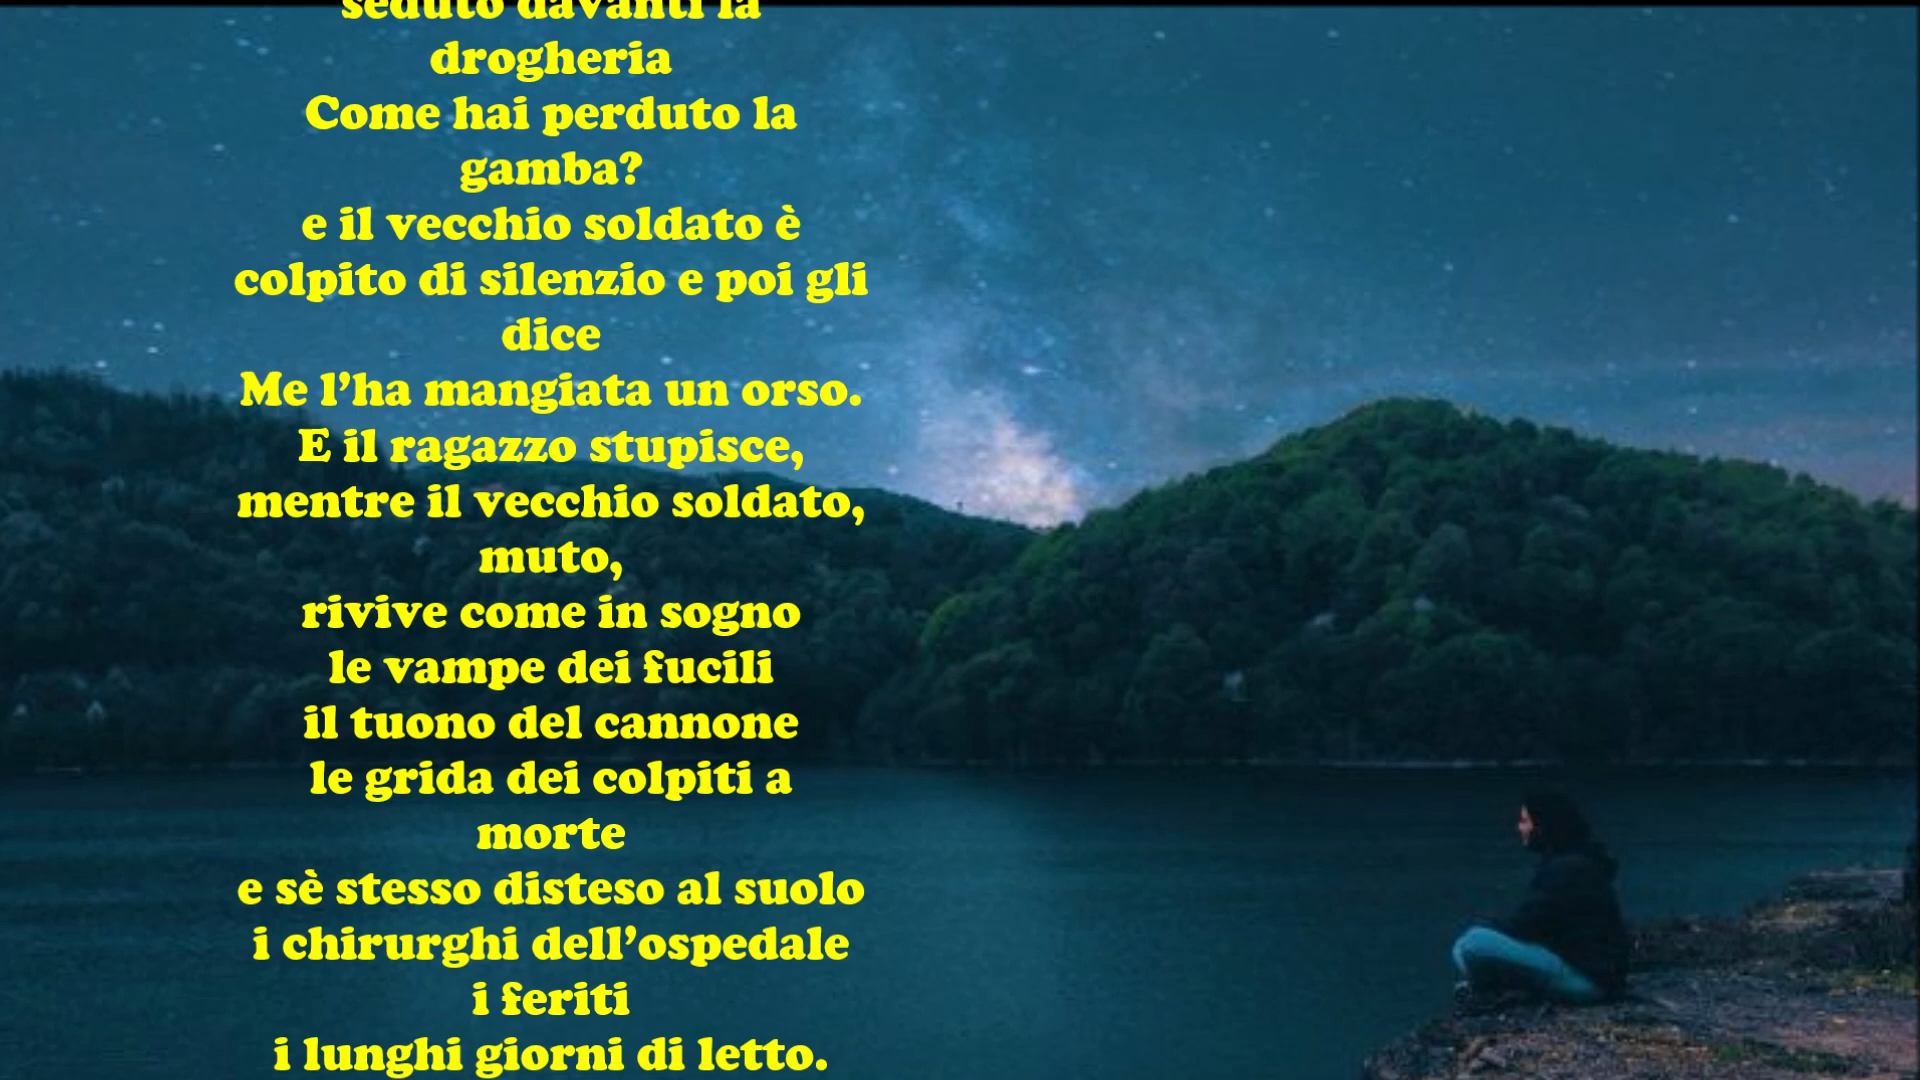 seduto davanti la
drogheria
Come hai perduto la
gamba?
e il vecchio soldato è
colpito di silenzio e poi gli
dice
Me l’ha mangiata un orso.
E il ragazzo stupisce,
mentre il vecchio soldato,
muto,
rivive come in sogno
le vampe dei fucili
il tuono del cannone
le grida dei colpiti a
morte
e sè stesso disteso al suolo
i chirurghi dell’ospedale
i feriti
i lunghi giorni di letto.